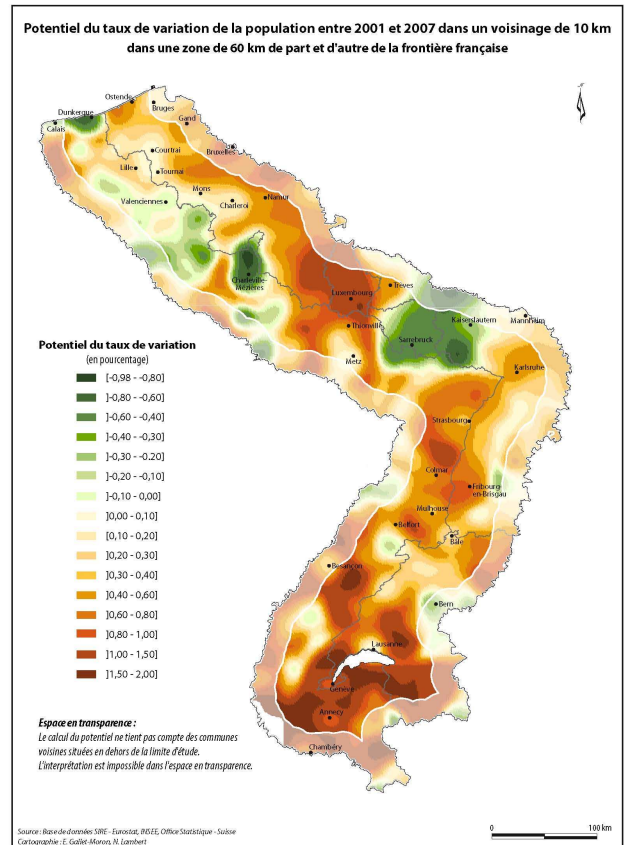 Potentiel du taux de variation de la population entre 2001 et 2007 dans un voisinage de 10 km
dans une zone de 60 km de part et d'autre de la frontière française
Ostende
Bruges
Dunkerque
Calais
Gand
Bruxelles
Courtrai
Lille
Tournai
Mons
Valenciennes
Charleroi
Namur
Charleville-
Mézières
Luxembourg
Trèves
Thionville
Kaiserslautern
Mannheim
Sarrebruck
Metz
Karlsruhe
Strasbourg
Colmar
Fribourg
en-Brisgau
Mulhouse
Belfort
Bâle
Besançon
Bern
Lausanne
Genève
Annecy
Chambéry
Potentiel du taux de variation
(en pourcentage)
[-0,98 - -0,80]
]-0,80 - -0,60]
]-0,60 - -0,40]
]-0,40 - -0,30]
]-0,30 - -0.20]
]-0,20 - -0,10]
]-0,10 - 0,00]
]0,00 - 0,10]
]0,10 - 0,20]
]0,20 - 0,30]
]0,30 - 0,40]
]0,40 - 0,60]
]0,60 - 0,80]
]0,80 - 1,00]
]1,00 - 1,50]
]1,50 - 2,00]
Espace en transparence :
Le calcul du potentiel ne tient pas compte des communes
voisines situées en dehors de la limite d'étude.
L'interprétation est impossible dans l'espace en transparence.
Source : Base de données SIRE - Eurostat, INSEE, Office Statistique - Suisse
Cartographie : E. Gallet-Moron, N. Lambert
0 100 km